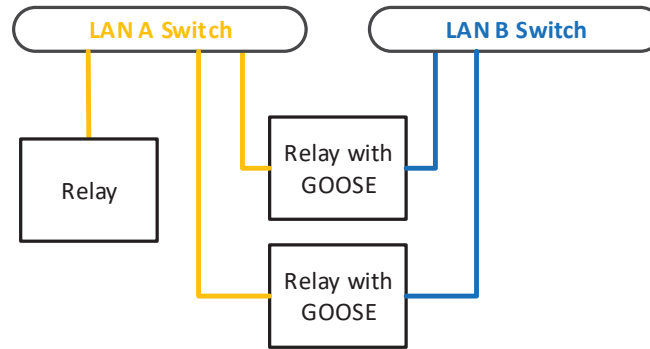 LAN A Switch
LAN B Switch
Relay with
GOOSE
Relay
Relay with
GOOSE